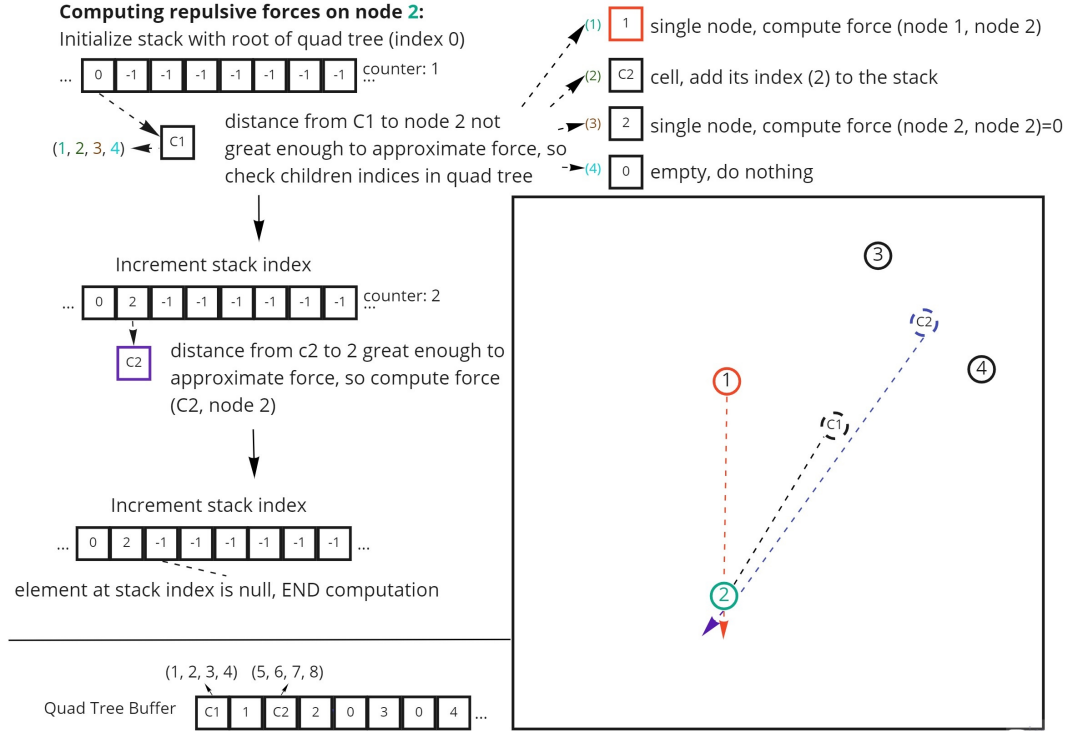 Computing repulsive forces on node 2:
Initialize stack with root of quad tree (index 0)
... 0 -1 -1 -1 -1 -1 -1 -1 ...
counter: 1
C1
(1, 2, 3, 4)
distance from C1 to node 2 not
great enough to approximate force, so
check children indices in quad tree
(1) 1 single node, compute force (node 1, node 2)
(2) C2 cell, add its index (2) to the stack
(3) 2 single node, compute force (node 2, node 2)=0
(4) 0 empty, do nothing
Increment stack index
... 0 2 -1 -1 -1 -1 -1 -1 ...
counter: 2
C2
distance from c2 to 2 great enough to
approximate force, so compute force
(C2, node 2)
Increment stack index
... 0 2 -1 -1 -1 -1 -1 -1 ...
element at stack index is null, END computation
(1, 2, 3, 4) (5, 6, 7, 8)
Quad Tree Buffer C1 1 C2 2 0 3 0 4 ...
3
C2
4
1
C1
2